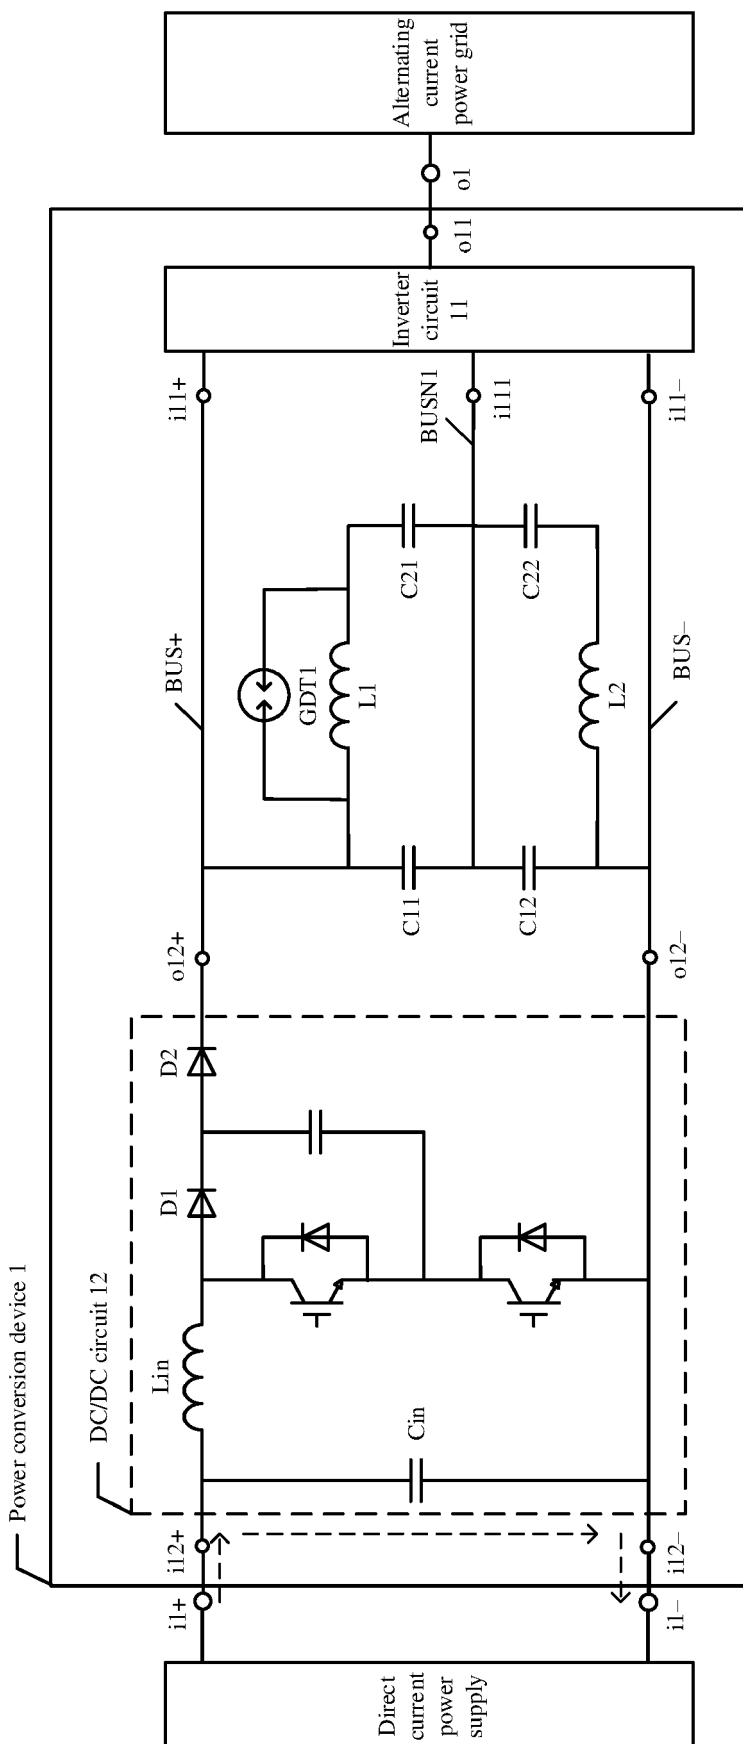 Power conversion device 1
DC/DC circuit 12
Direct
current
power
supply
i1+
i12+
Lin
D1
D2
Cin
i1–
i12–
o12+
o12–
BUS+
GDT1
L1
C11
C21
C12
C22
L2
BUS–
BUSN1
i11+
i111
i11–
Inverter
circuit
11
o11
o1
Alternating
current
power grid